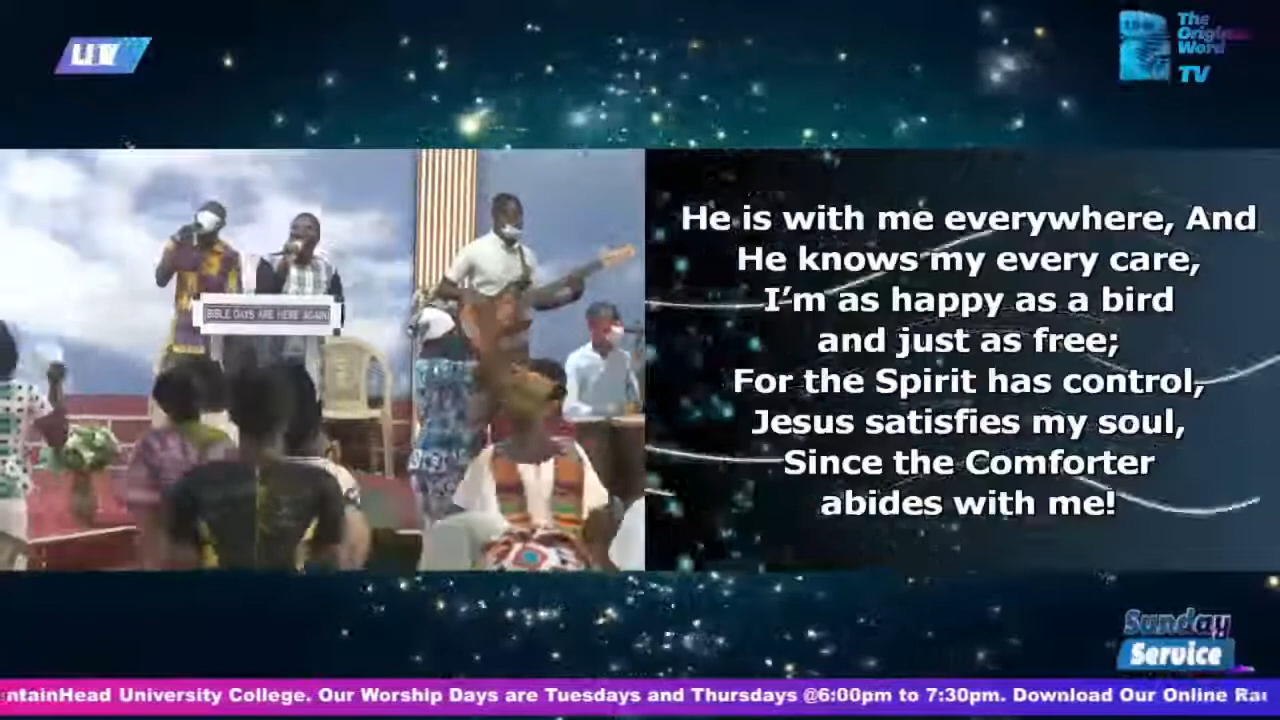 The
Word
TV
BIBLE DAYS ARE HERE AGAIN
He is with me everywhere, And
He knows my every care,
I’m as happy as a bird
and just as free;
For the Spirit has control,
Jesus satisfies my soul,
Since the Comforter
abides with me!
Sunday
Service
ntainHead University College. Our Worship Days are Tuesdays and Thursdays @6:00pm to 7:30pm. Download Our Online